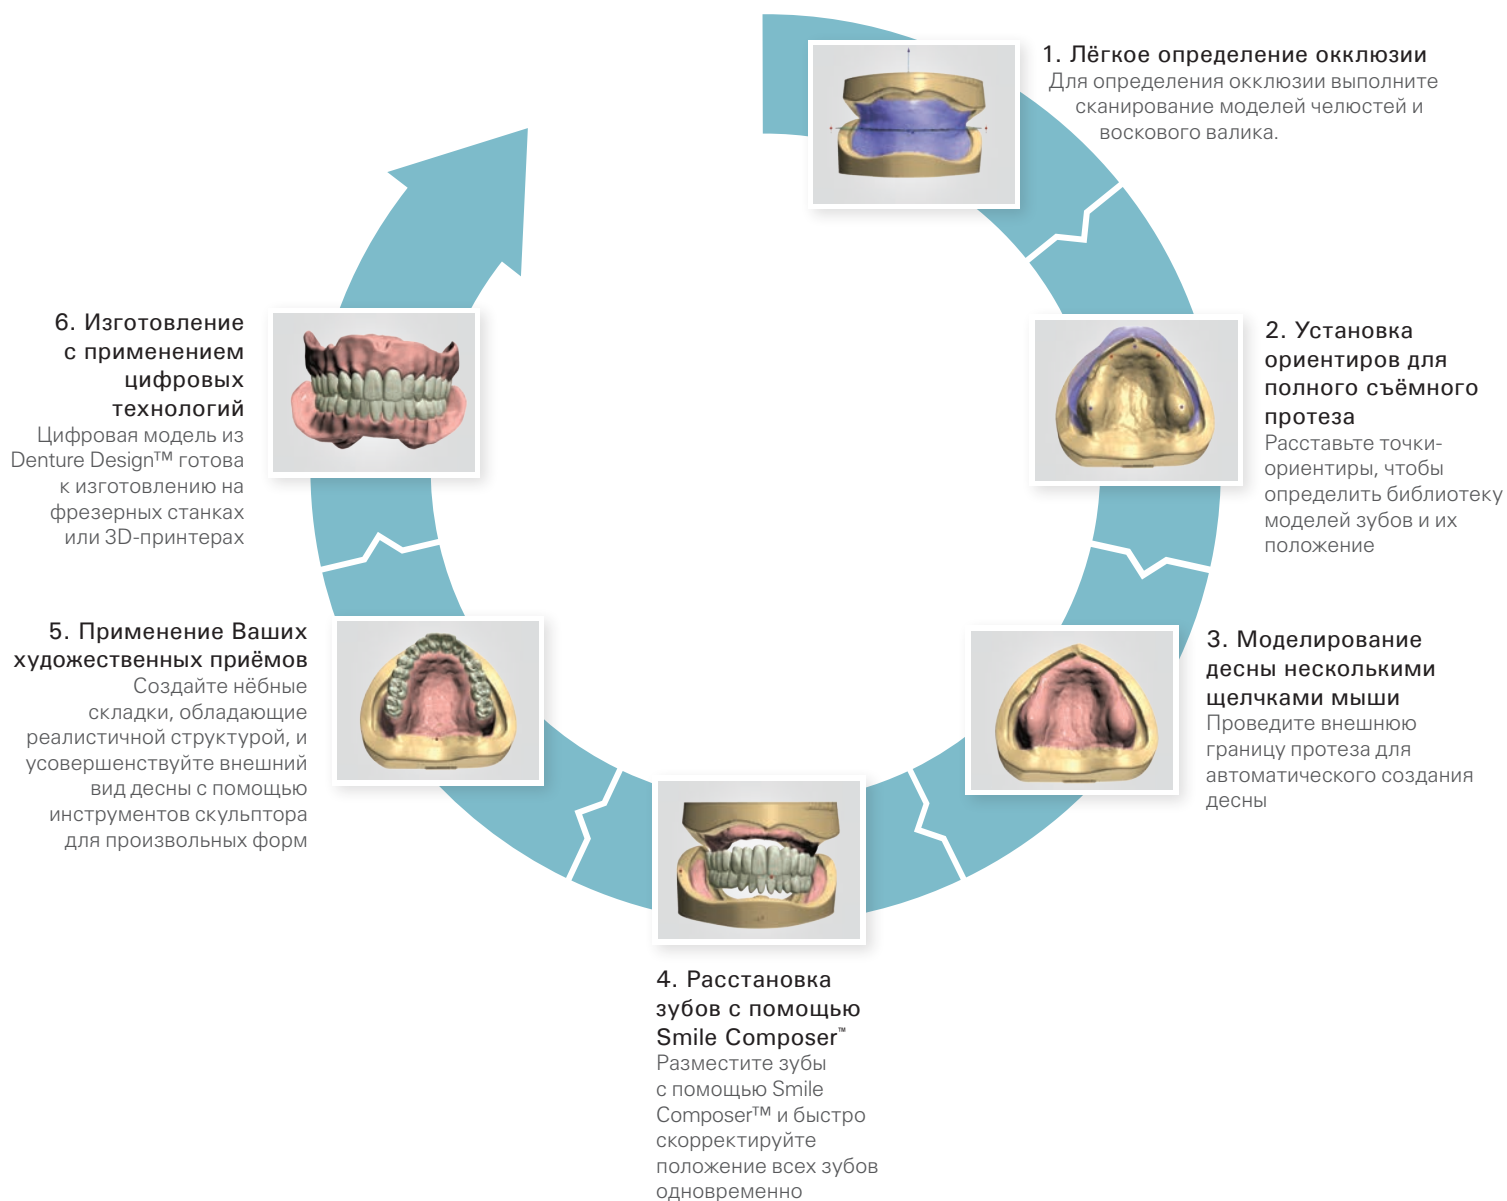 1. Лёгкое определение окклюзии
Для определения окклюзии выполните
сканирование моделей челюстей и
воскового валика.
2. Установка
ориентиров для
полного съёмного
протеза
Расставьте точки-
ориентиры, чтобы
определить библиотеку
моделей зубов и их
положение
3. Моделирование
десны несколькими
щелчками мыши
Проведите внешнюю
границу протеза для
автоматического создания
десны
4. Расстановка
зубов с помощью
Smile Composer™
Разместите зубы
с помощью Smile
Composer™ и быстро
скорректируйте
положение всех зубов
одновременно
5. Применение Ваших
художественных приёмов
Создайте нёбные
складки, обладающие
реалистичной структурой, и
усовершенствуйте внешний
вид десны с помощью
инструментов скульптора
для произвольных форм
6. Изготовление
с применением
цифровых
технологий
Цифровая модель из
Denture Design™ готова
к изготовлению на
фрезерных станках
или 3D-принтерах